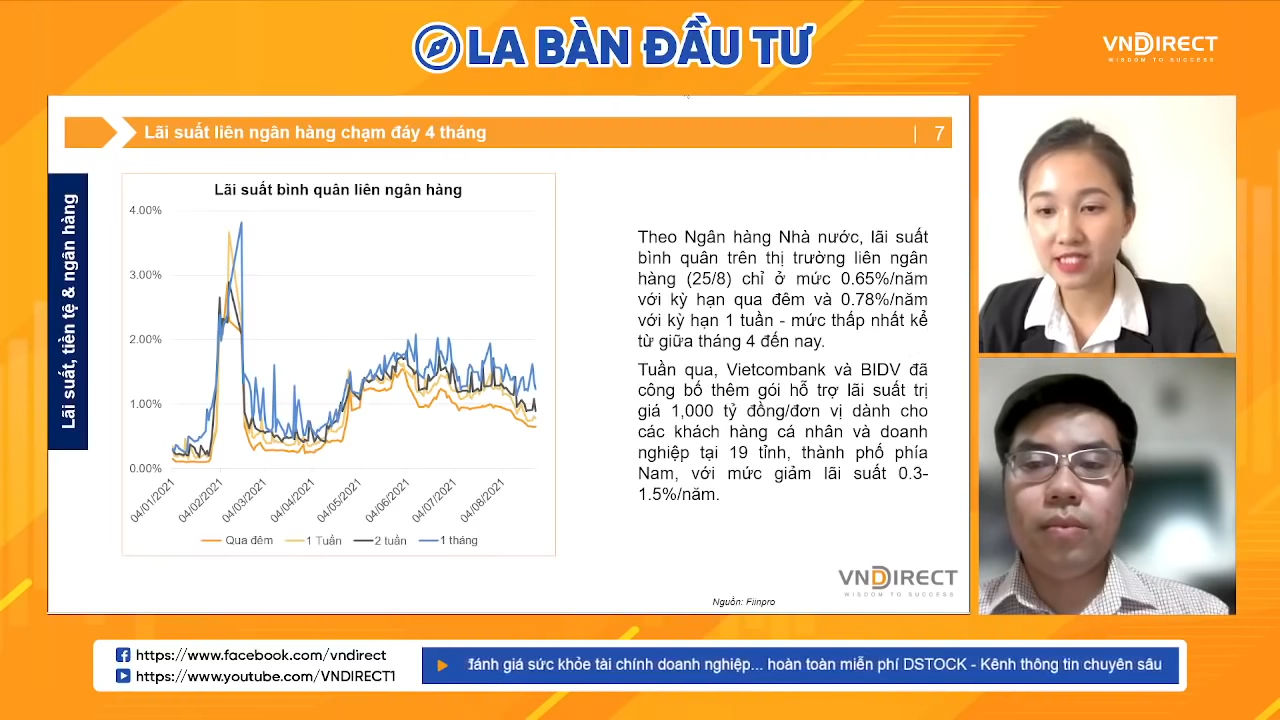 LA BÀN ĐẦU TƯ
VNDIRECT
WISDOM TO SUCCESS
Lãi suất liên ngân hàng chạm đáy 4 tháng
| 7
Lãi suất, tiền tệ & ngân hàng
Lãi suất bình quân liên ngân hàng
4.00%
3.00%
2.00%
1.00%
0.00%
04/01/2021
04/02/2021
04/03/2021
04/04/2021
04/05/2021
04/06/2021
04/07/2021
04/08/2021
Qua đêm
1 Tuần
2 tuần
1 tháng
Theo Ngân hàng Nhà nước, lãi suất
bình quân trên thị trường liên ngân
hàng (25/8) chỉ ở mức 0.65%/năm
với kỳ hạn qua đêm và 0.78%/năm
với kỳ hạn 1 tuần - mức thấp nhất kể
từ giữa tháng 4 đến nay.
Tuần qua, Vietcombank và BIDV đã
công bố thêm gói hỗ trợ lãi suất trị
giá 1,000 tỷ đồng/đơn vị dành cho
các khách hàng cá nhân và doanh
nghiệp tại 19 tỉnh, thành phố phía
Nam, với mức giảm lãi suất 0.3-
1.5%/năm.
VNDIRECT
WISDOM TO SUCCESS
Nguồn: Fiinpro
https://www.facebook.com/vndirect
https://www.youtube.com/VNDIRECT1
đánh giá sức khỏe tài chính doanh nghiệp... hoàn toàn miễn phí DSTOCK - Kênh thông tin chuyên sâu